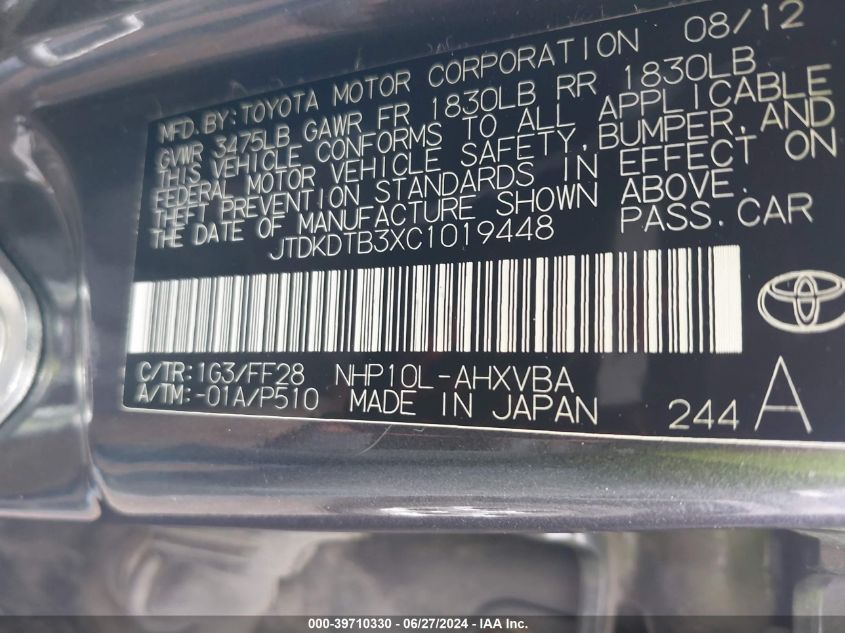 MFD. BY: TOYOTA MOTOR CORPORATION 08/12
GVWR 3475LB GAWR FR 1830LB RR 1830LB
THIS VEHICLE CONFORMS TO ALL APPLICABLE
FEDERAL MOTOR VEHICLE SAFETY, BUMPER, AND
THEFT PREVENTION STANDARDS IN EFFECT ON
THE DATE OF MANUFACTURE SHOWN ABOVE.
JTDKDTB3XC1019448 PASS. CAR
C/TR: 1G3/FF28 NHP10L-AHXVBA
A/TM: -01A/P510 MADE IN JAPAN 244 A
000-39710330 - 06/27/2024 - IAA Inc.